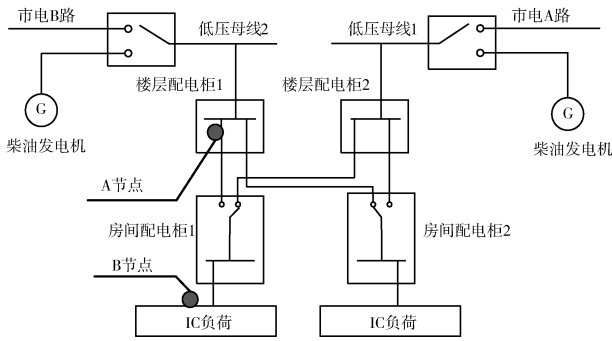 市电B路
低压母线2
低压母线1
市电A路
楼层配电柜1
楼层配电柜2
G
G
柴油发电机
柴油发电机
A节点
房间配电柜1
房间配电柜2
B节点
IC负荷
IC负荷